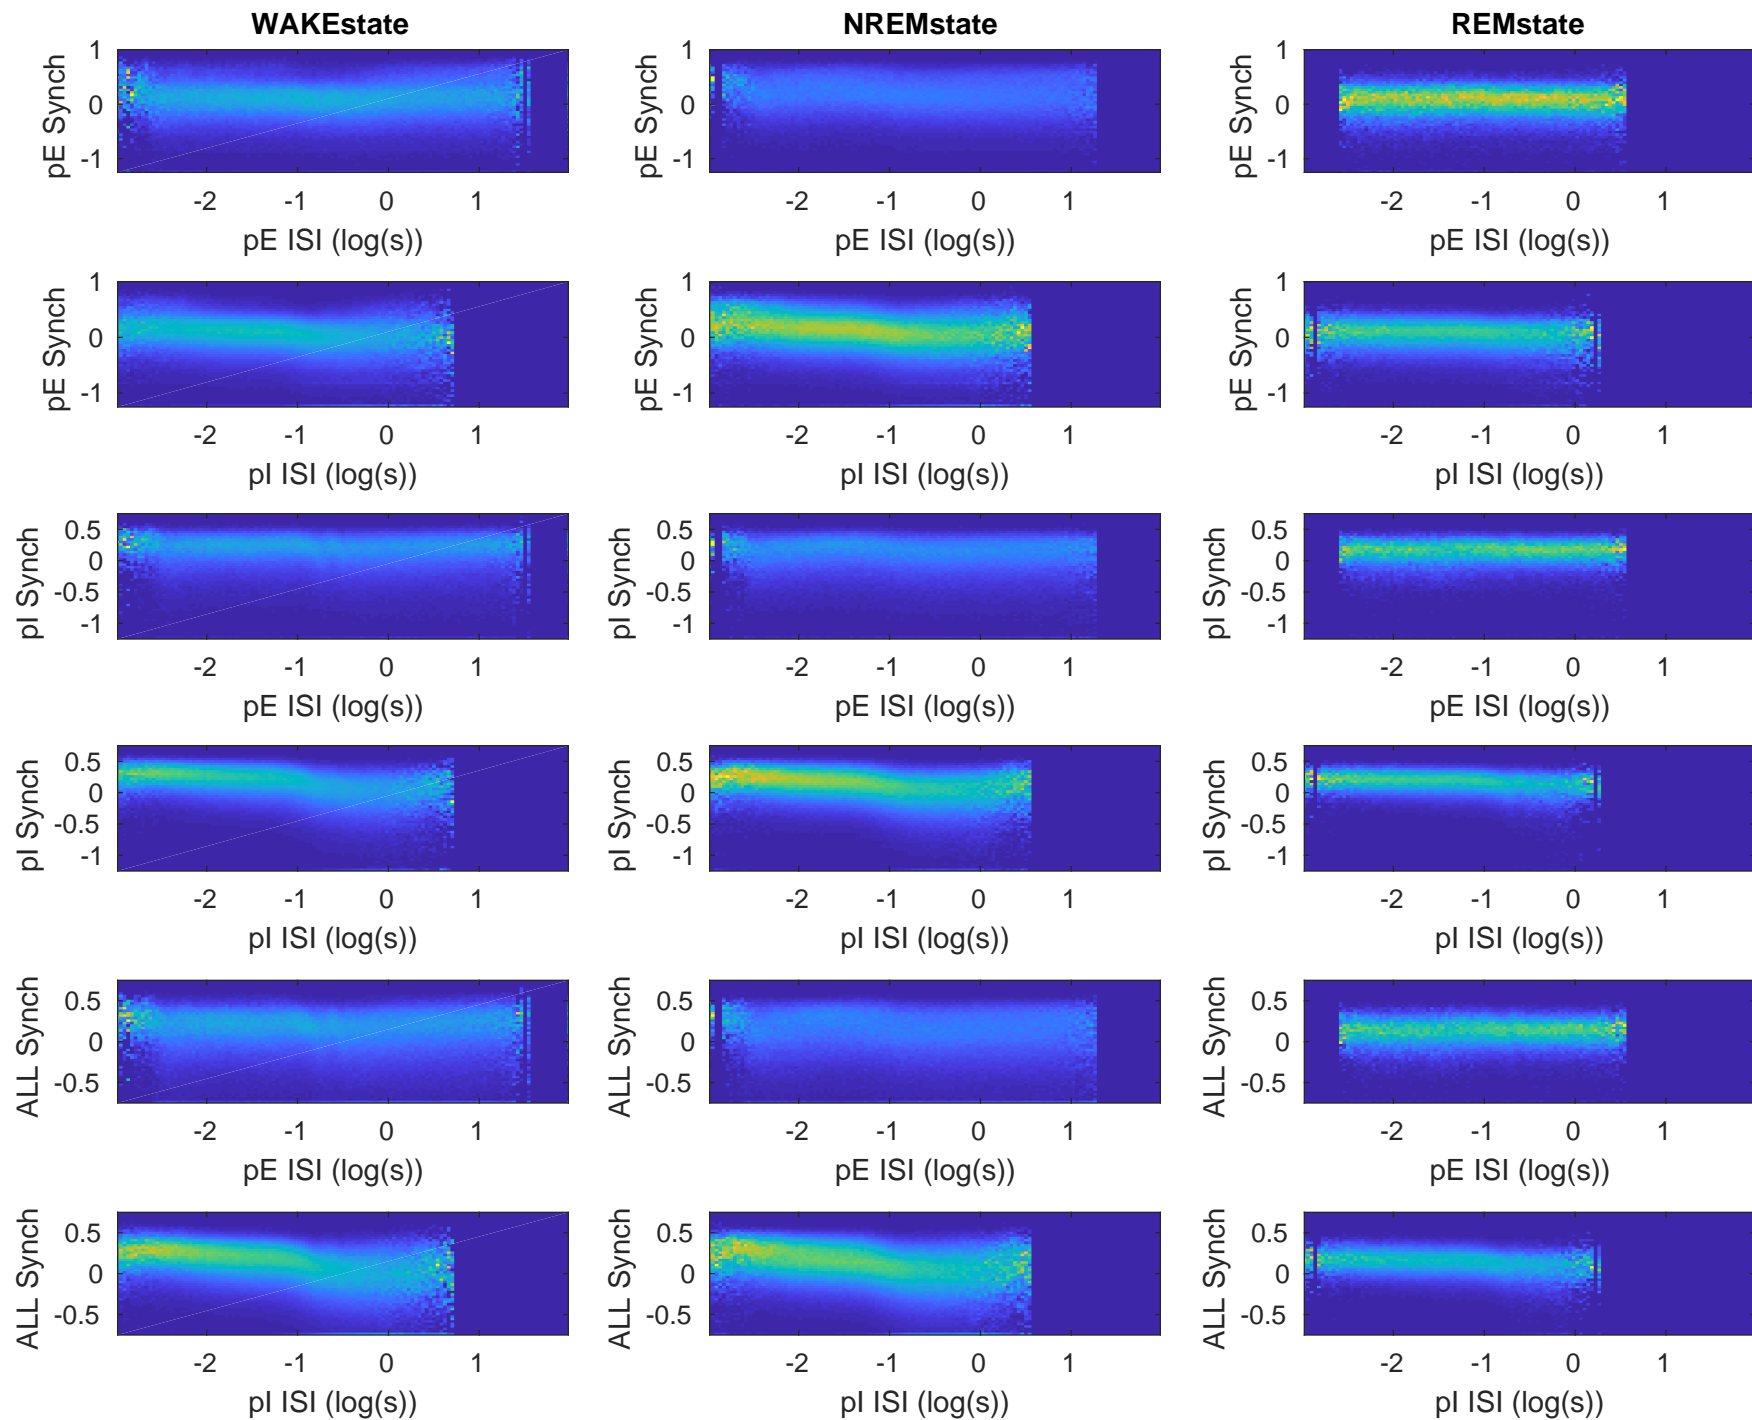 WAKEstate NREMstate REMstate
1 1 1
pE Synch 0 pE Synch 0 pE Synch 0
-1 -1 -1
-2 -1 0 1 -2 -1 0 1 -2 -1 0 1
pE ISI (log(s)) pE ISI (log(s)) pE ISI (log(s))
1 1 1
pE Synch 0 pE Synch 0 pE Synch 0
-1 -1 -1
-2 -1 0 1 -2 -1 0 1 -2 -1 0 1
pI ISI (log(s)) pI ISI (log(s)) pI ISI (log(s))
0.5 0.5 0.5
pI Synch 0 pI Synch 0 pI Synch 0
-0.5 -0.5 -0.5
-1 -1 -1
-2 -1 0 1 -2 -1 0 1 -2 -1 0 1
pE ISI (log(s)) pE ISI (log(s)) pE ISI (log(s))
0.5 0.5 0.5
pI Synch 0 pI Synch 0 pI Synch 0
-0.5 -0.5 -0.5
-1 -1 -1
-2 -1 0 1 -2 -1 0 1 -2 -1 0 1
pI ISI (log(s)) pI ISI (log(s)) pI ISI (log(s))
0.5 0.5 0.5
ALL Synch 0 ALL Synch 0 ALL Synch 0
-0.5 -0.5 -0.5
-2 -1 0 1 -2 -1 0 1 -2 -1 0 1
pE ISI (log(s)) pE ISI (log(s)) pE ISI (log(s))
0.5 0.5 0.5
ALL Synch 0 ALL Synch 0 ALL Synch 0
-0.5 -0.5 -0.5
-2 -1 0 1 -2 -1 0 1 -2 -1 0 1
pI ISI (log(s)) pI ISI (log(s)) pI ISI (log(s))